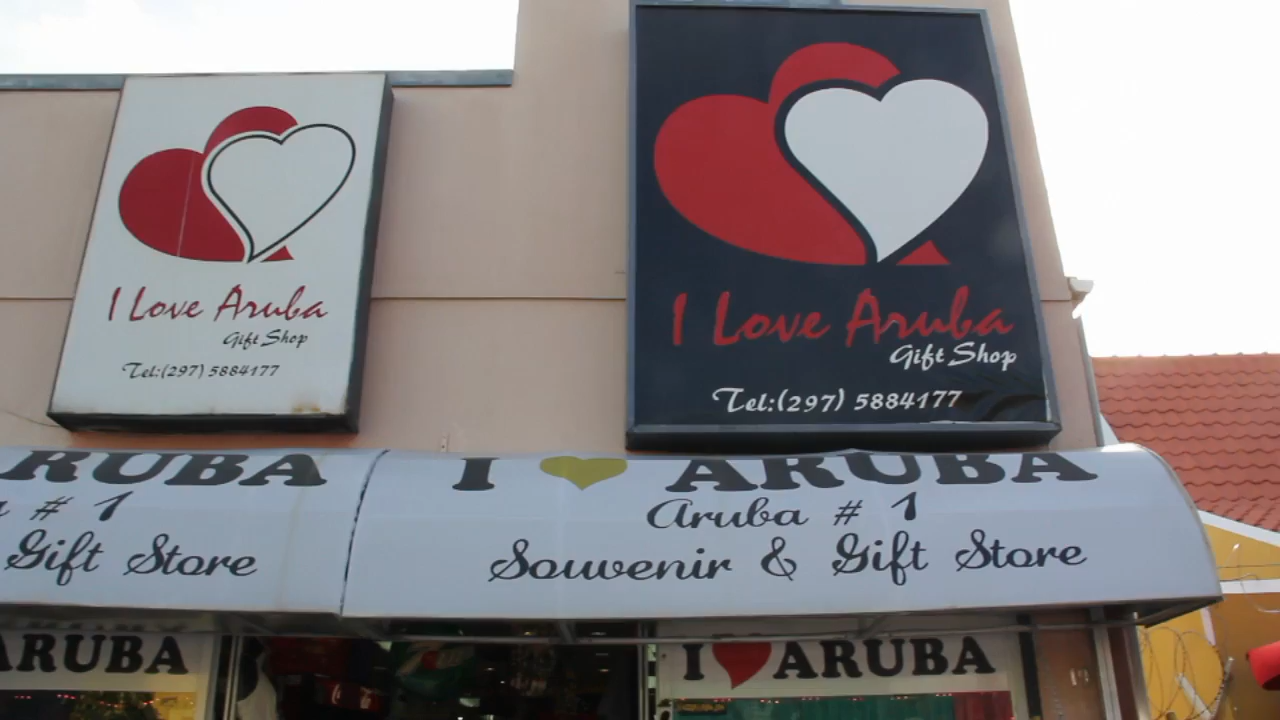 I Love Aruba
Gift Shop
Tel:(297) 5884177
I Love Aruba
Gift Shop
Tel:(297) 5884177
RUBA
# 1
Gift Store
I ARUBA
Aruba # 1
Souvenir & Gift Store
ARUBA
I ARUBA